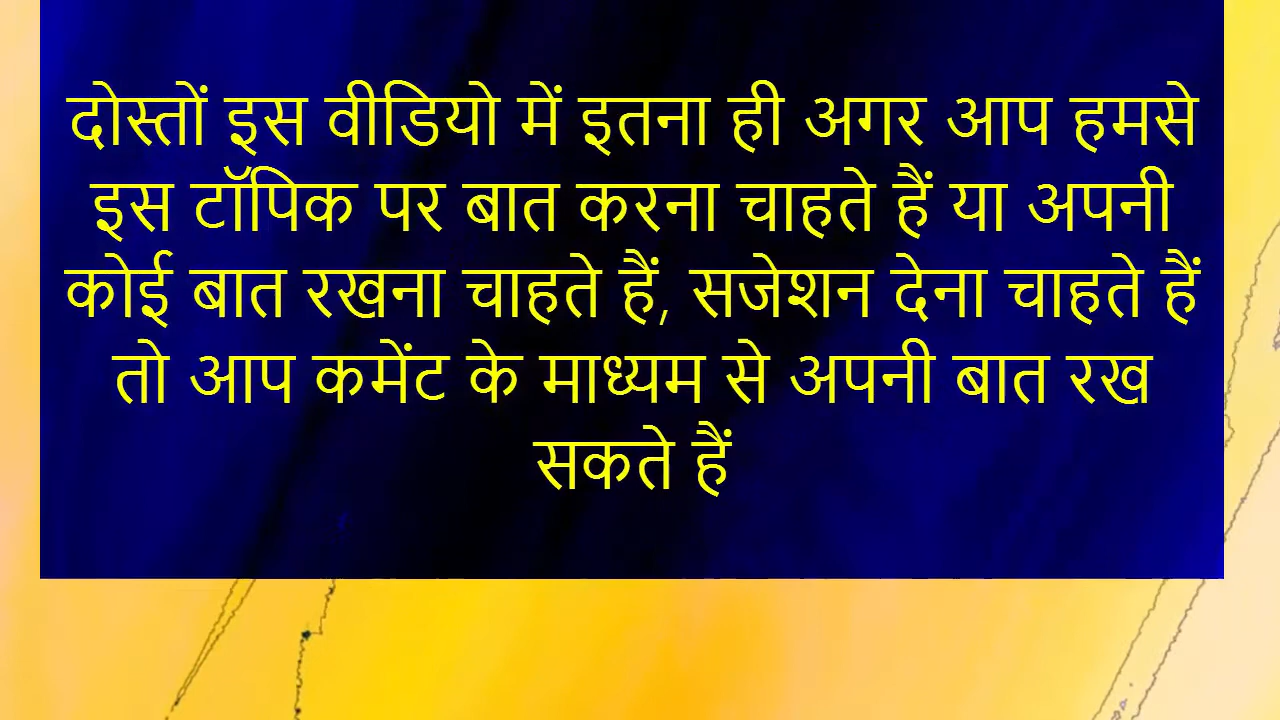 दोस्तों इस वीडियो में इतना ही अगर आप हमसे
इस टॉपिक पर बात करना चाहते हैं या अपनी
कोई बात रखना चाहते हैं, सजेशन देना चाहते हैं
तो आप कमेंट के माध्यम से अपनी बात रख
सकते हैं